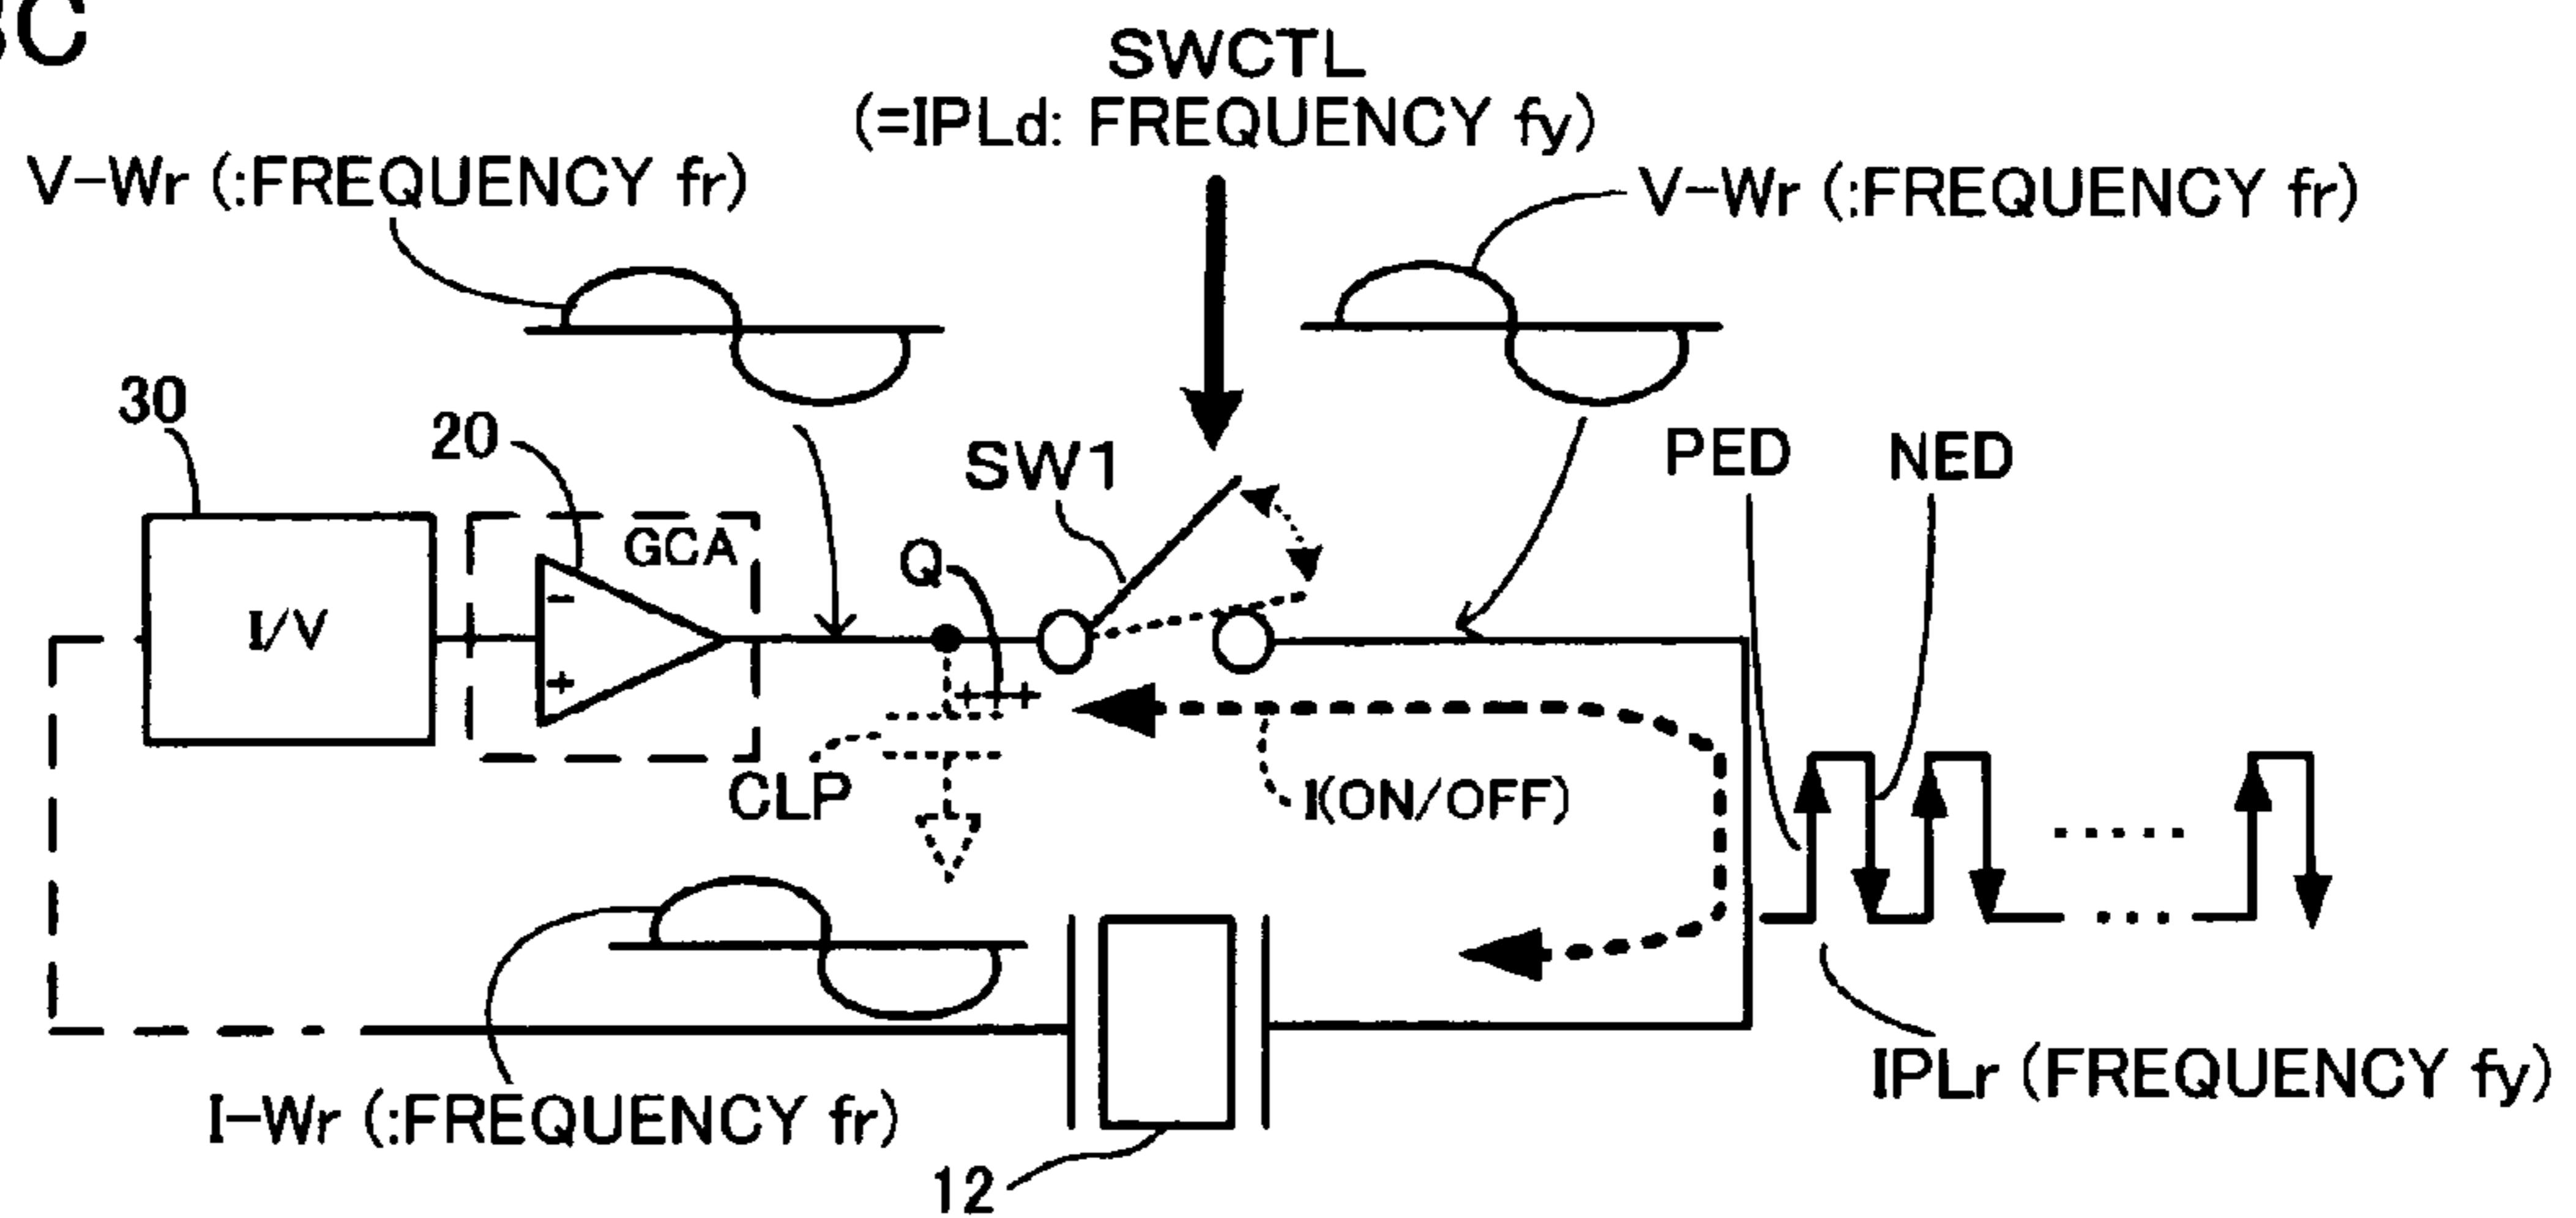 3C
SWCTL
(=IPLd: FREQUENCY fy)
V-Wr (:FREQUENCY fr)
V-Wr (:FREQUENCY fr)
30
20
GCA
SW1
PED
NED
Q
I/V
−
+
+++
CLP
I(ON/OFF)
I-Wr (:FREQUENCY fr)
IPLr (FREQUENCY fy)
12